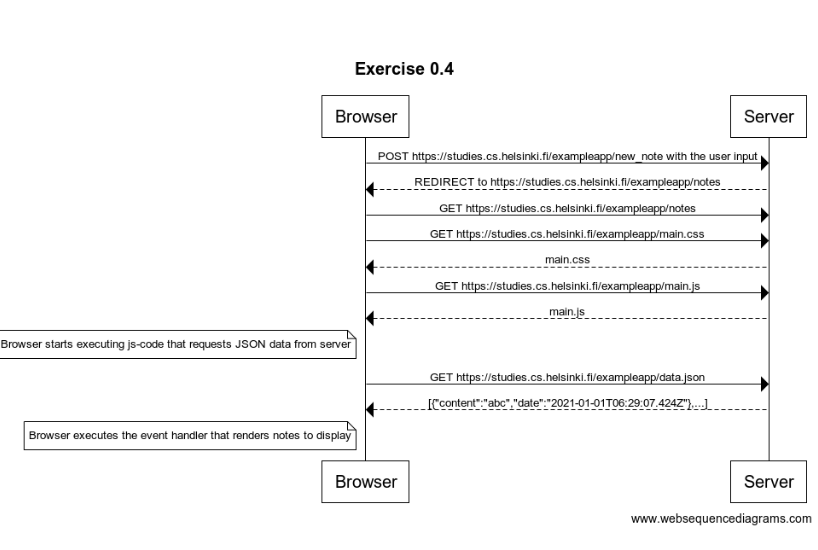 Exercise 0.4
Browser
Server
POST https://studies.cs.helsinki.fi/exampleapp/new_note with the user input
REDIRECT to https://studies.cs.helsinki.fi/exampleapp/notes
GET https://studies.cs.helsinki.fi/exampleapp/notes
GET https://studies.cs.helsinki.fi/exampleapp/main.css
main.css
GET https://studies.cs.helsinki.fi/exampleapp/main.js
main.js
Browser starts executing js-code that requests JSON data from server
GET https://studies.cs.helsinki.fi/exampleapp/data.json
[{"content":"abc","date":"2021-01-01T06:29:07.424Z"},...]
Browser executes the event handler that renders notes to display
Browser
Server
www.websequencediagrams.com